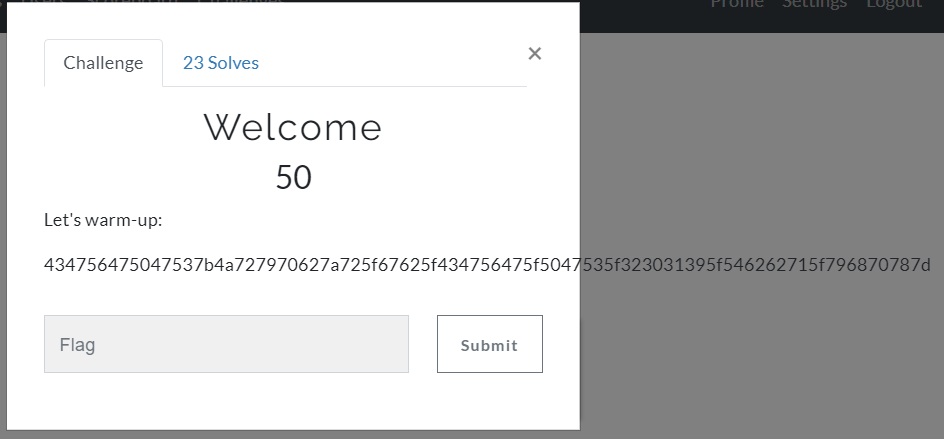 Profile Settings Logout
Challenge 23 Solves ×
Welcome
50
Let's warm-up:
434756475047537b4a727970627a725f67625f434756475f5047535f323031395f546262715f796870787d
Flag
Submit